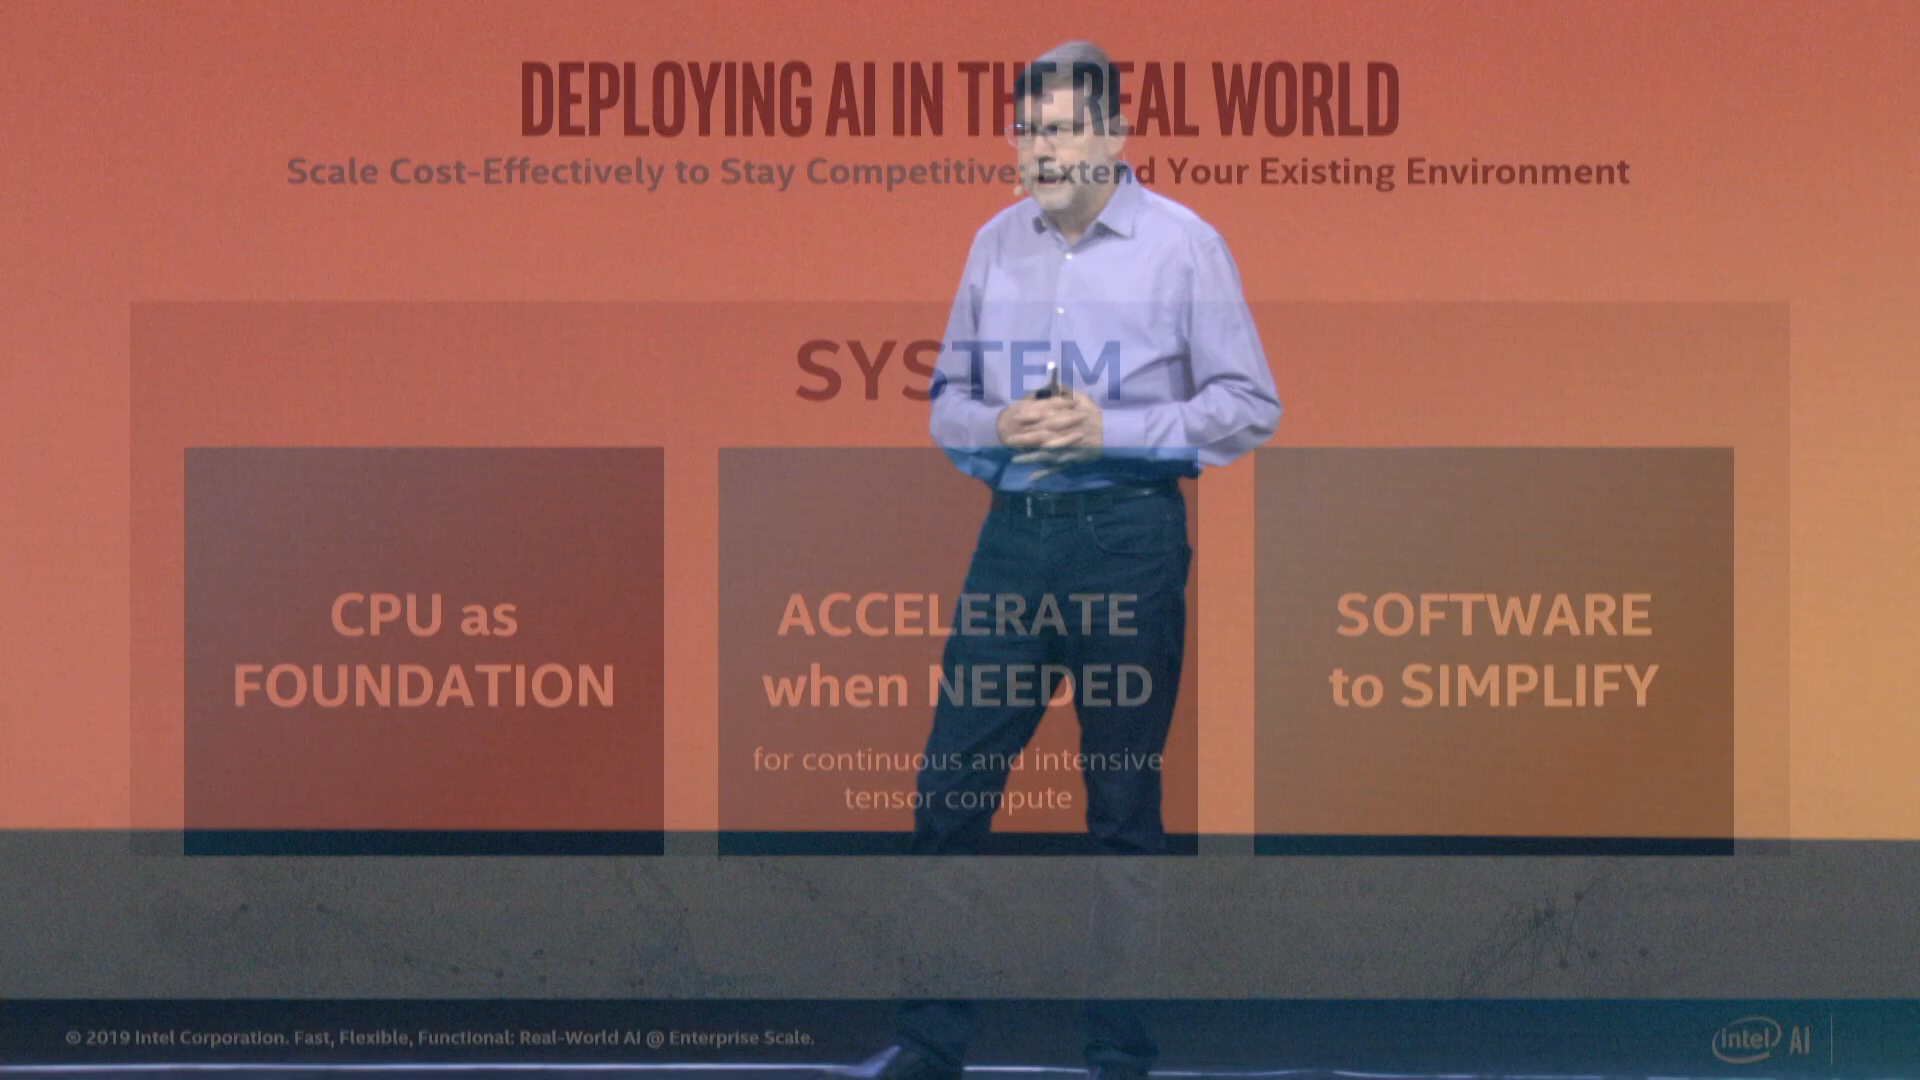 DEPLOYING AI IN THE REAL WORLD
Scale Cost-Effectively to Stay Competitive: Extend Your Existing Environment
SYSTEM
CPU as
FOUNDATION
ACCELERATE
when NEEDED
for continuous and intensive
tensor compute
SOFTWARE
to SIMPLIFY
© 2019 Intel Corporation. Fast, Flexible, Functional: Real-World AI @ Enterprise Scale.
intel AI